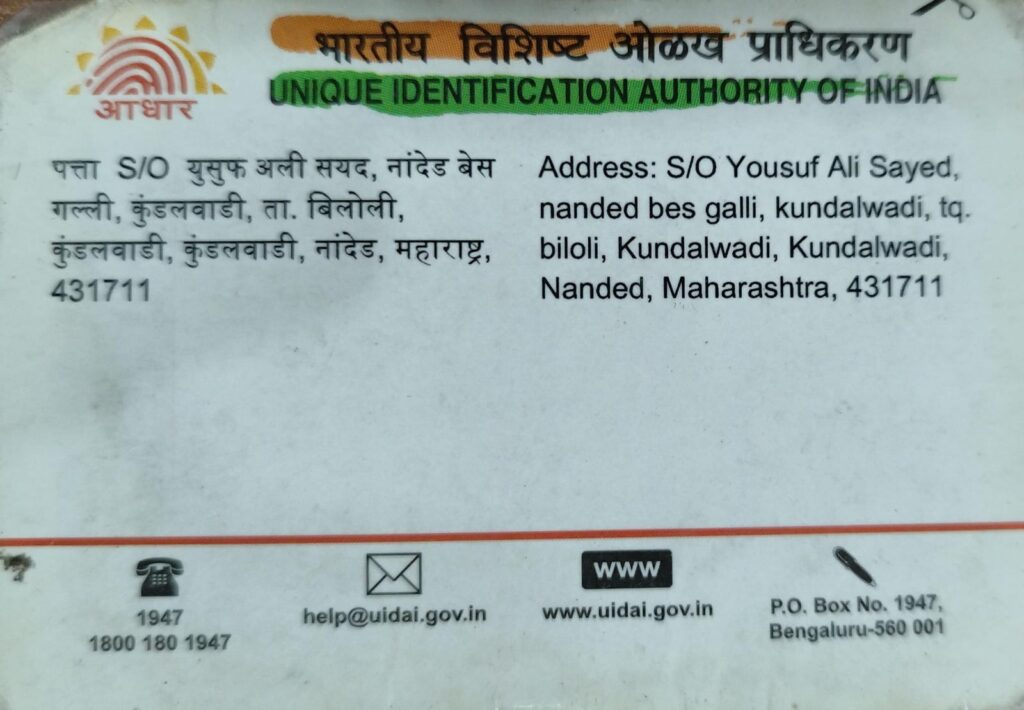 आधार
भारतीय विशिष्ट ओळख प्राधिकरण
UNIQUE IDENTIFICATION AUTHORITY OF INDIA
पत्ता S/O युसुफ अली सयद, नांदेड बेस
गल्ली, कुंडलवाडी, ता. बिलोली,
कुंडलवाडी, कुंडलवाडी, नांदेड, महाराष्ट्र,
431711
Address: S/O Yousuf Ali Sayed,
nanded bes galli, kundalwadi, tq.
biloli, Kundalwadi, Kundalwadi,
Nanded, Maharashtra, 431711
1947
1800 180 1947
help@uidai.gov.in
www
www.uidai.gov.in
P.O. Box No. 1947,
Bengaluru-560 001